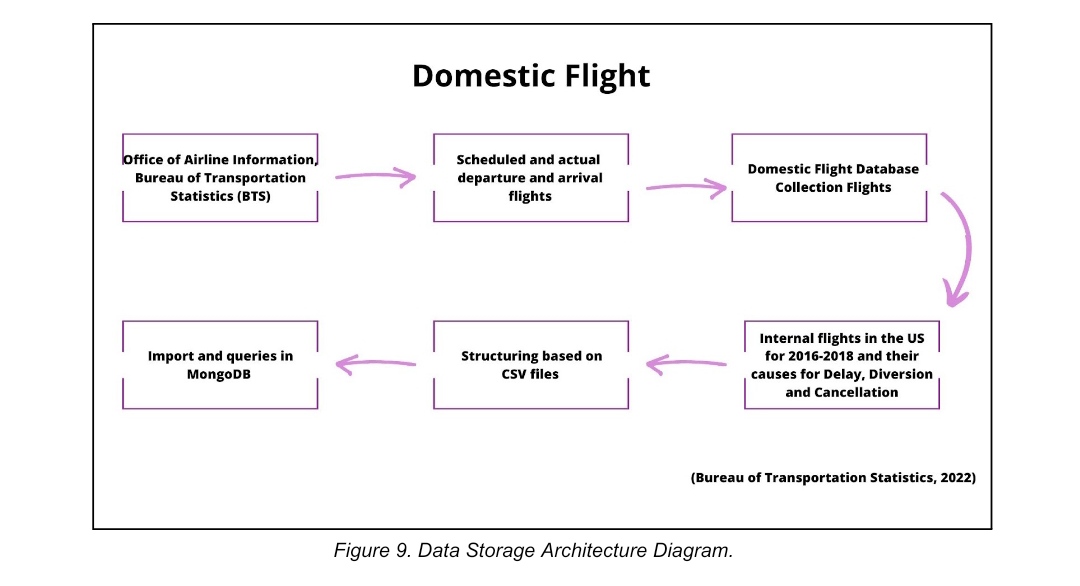 Domestic Flight
Office of Airline Information,
Bureau of Transportation
Statistics (BTS)
Scheduled and actual
departure and arrival
flights
Domestic Flight Database
Collection Flights
Internal flights in the US
for 2016-2018 and their
causes for Delay, Diversion
and Cancellation
Structuring based on
CSV files
Import and queries in
MongoDB
(Bureau of Transportation Statistics, 2022)
Figure 9. Data Storage Architecture Diagram.